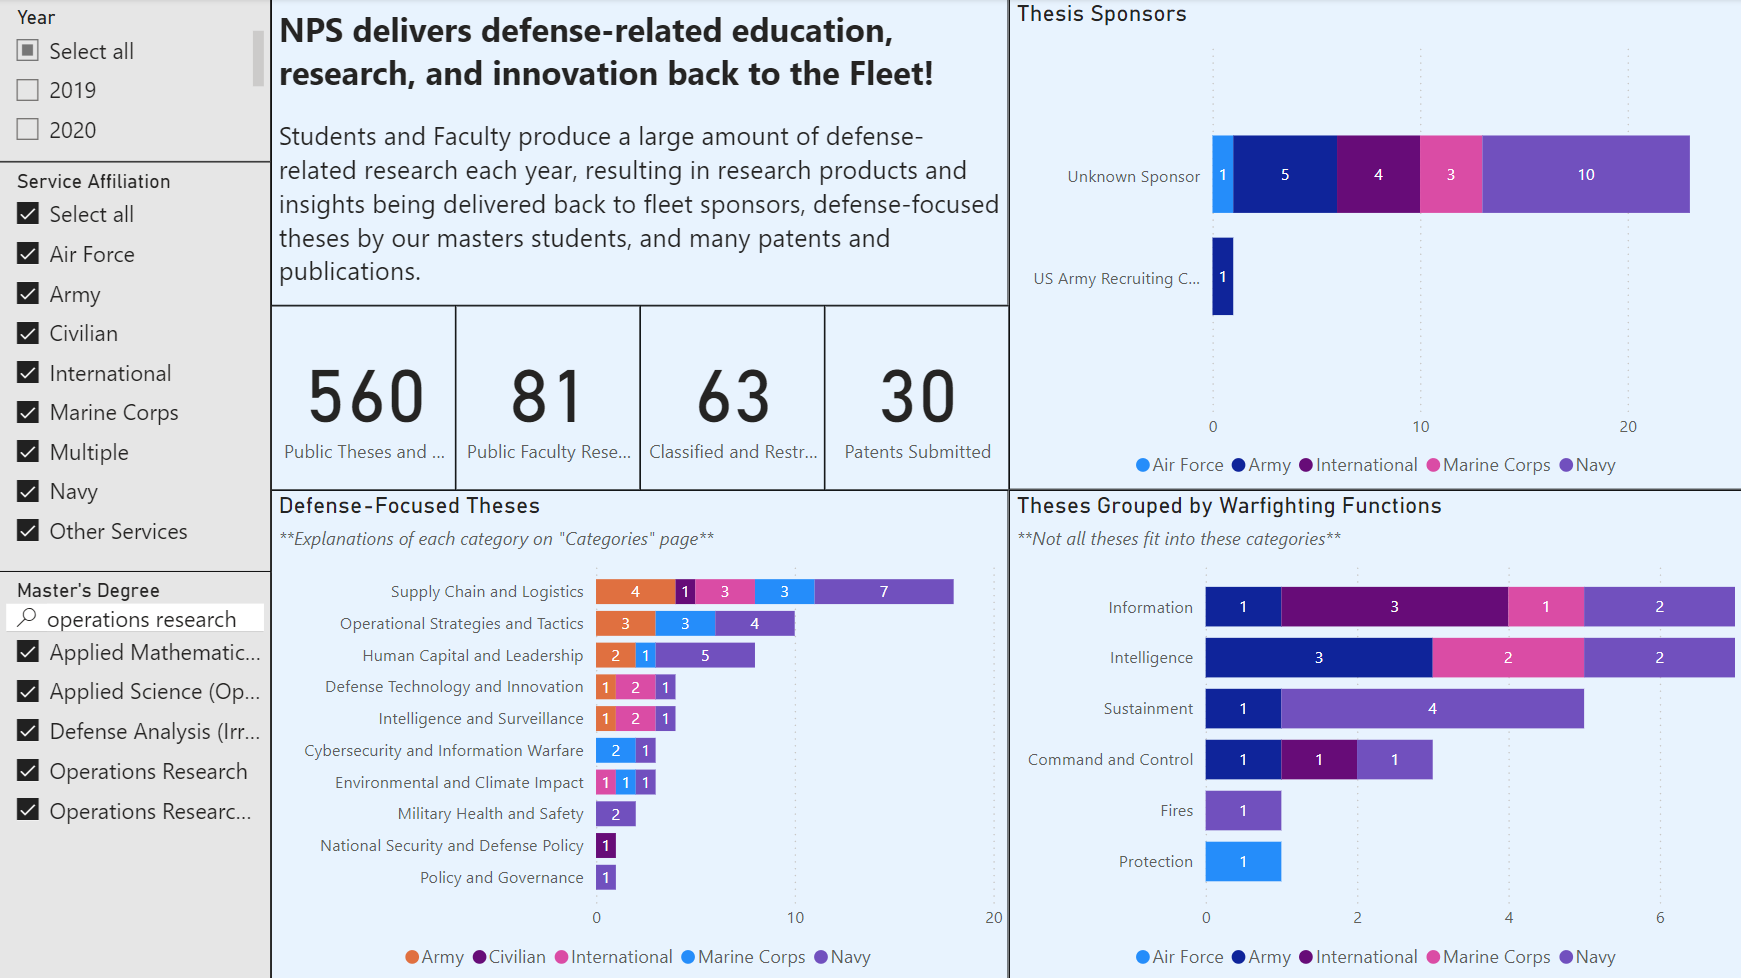 Year
Select all
2019
2020
Service Affiliation
Select all
Air Force
Army
Civilian
International
Marine Corps
Multiple
Navy
Other Services
Master's Degree
operations research
Applied Mathematic...
Applied Science (Op...
Defense Analysis (Irr...
Operations Research
Operations Researc...
NPS delivers defense-related education,
research, and innovation back to the Fleet!
Students and Faculty produce a large amount of defense-
related research each year, resulting in research products and
insights being delivered back to fleet sponsors, defense-focused
theses by our masters students, and many patents and
publications.
560
Public Theses and ...
81
Public Faculty Rese...
63
Classified and Restr...
30
Patents Submitted
Thesis Sponsors
Unknown Sponsor 1 5 4 3 10
US Army Recruiting C... 1
0 10 20
Air Force Army International Marine Corps Navy
Defense-Focused Theses
**Explanations of each category on "Categories" page**
Supply Chain and Logistics 4 1 3 3 7
Operational Strategies and Tactics 3 3 4
Human Capital and Leadership 2 1 5
Defense Technology and Innovation 1 2 1
Intelligence and Surveillance 1 2 1
Cybersecurity and Information Warfare 2 1
Environmental and Climate Impact 1 1 1
Military Health and Safety 2
National Security and Defense Policy 1
Policy and Governance 1
0 10 20
Army Civilian International Marine Corps Navy
Theses Grouped by Warfighting Functions
**Not all theses fit into these categories**
Information 1 3 1 2
Intelligence 3 2 2
Sustainment 1 4
Command and Control 1 1 1
Fires 1
Protection 1
0 2 4 6
Air Force Army International Marine Corps Navy